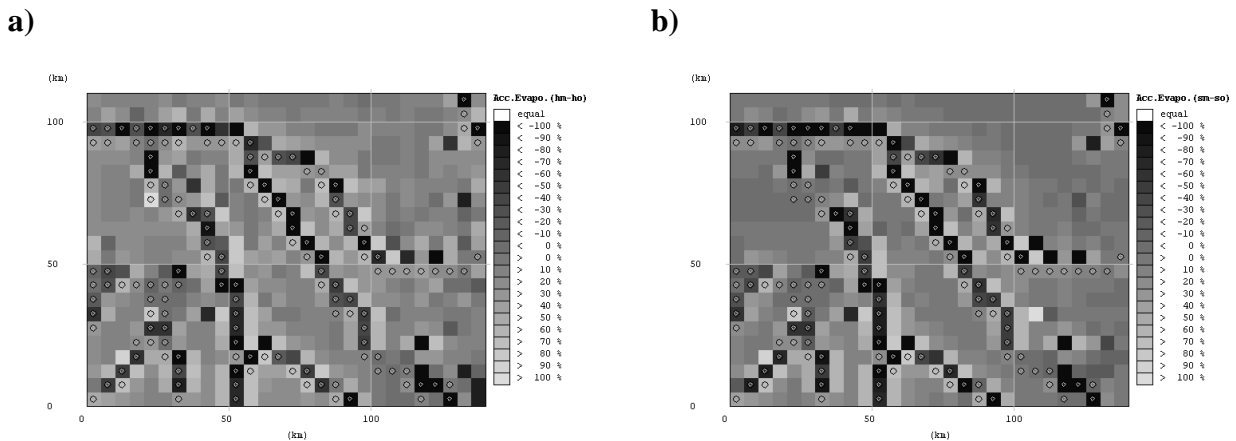 a)
(km)
100
50
0
0
50
100
(km)
Acc.Evapo.(hm-ho)
equal
< -100 %
< -90 %
< -80 %
< -70 %
< -60 %
< -50 %
< -40 %
< -30 %
< -20 %
< -10 %
< 0 %
> 0 %
> 10 %
> 20 %
> 30 %
> 40 %
> 50 %
> 60 %
> 70 %
> 80 %
> 90 %
> 100 %
b)
(km)
100
50
0
0
50
100
(km)
Acc.Evapo.(sm-so)
equal
< -100 %
< -90 %
< -80 %
< -70 %
< -60 %
< -50 %
< -40 %
< -30 %
< -20 %
< -10 %
< 0 %
> 0 %
> 10 %
> 20 %
> 30 %
> 40 %
> 50 %
> 60 %
> 70 %
> 80 %
> 90 %
> 100 %